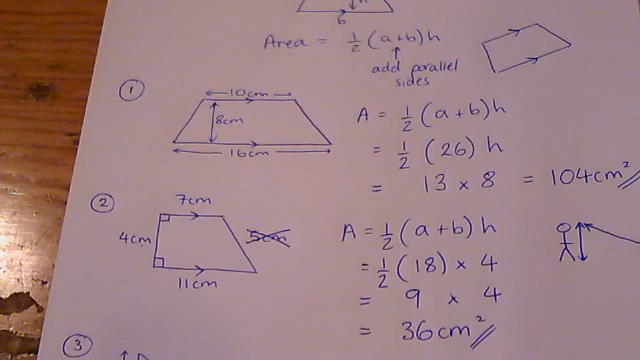 b h
Area = 1/2 (a+b)h
add parallel
sides
1
10cm
8cm
16cm
A = 1/2 (a+b)h
= 1/2 (26) h
= 13 × 8 = 104cm²
2
7cm
4cm
5cm
11cm
A = 1/2 (a+b)h
= 1/2 (18) × 4
= 9 × 4
= 36cm²
3